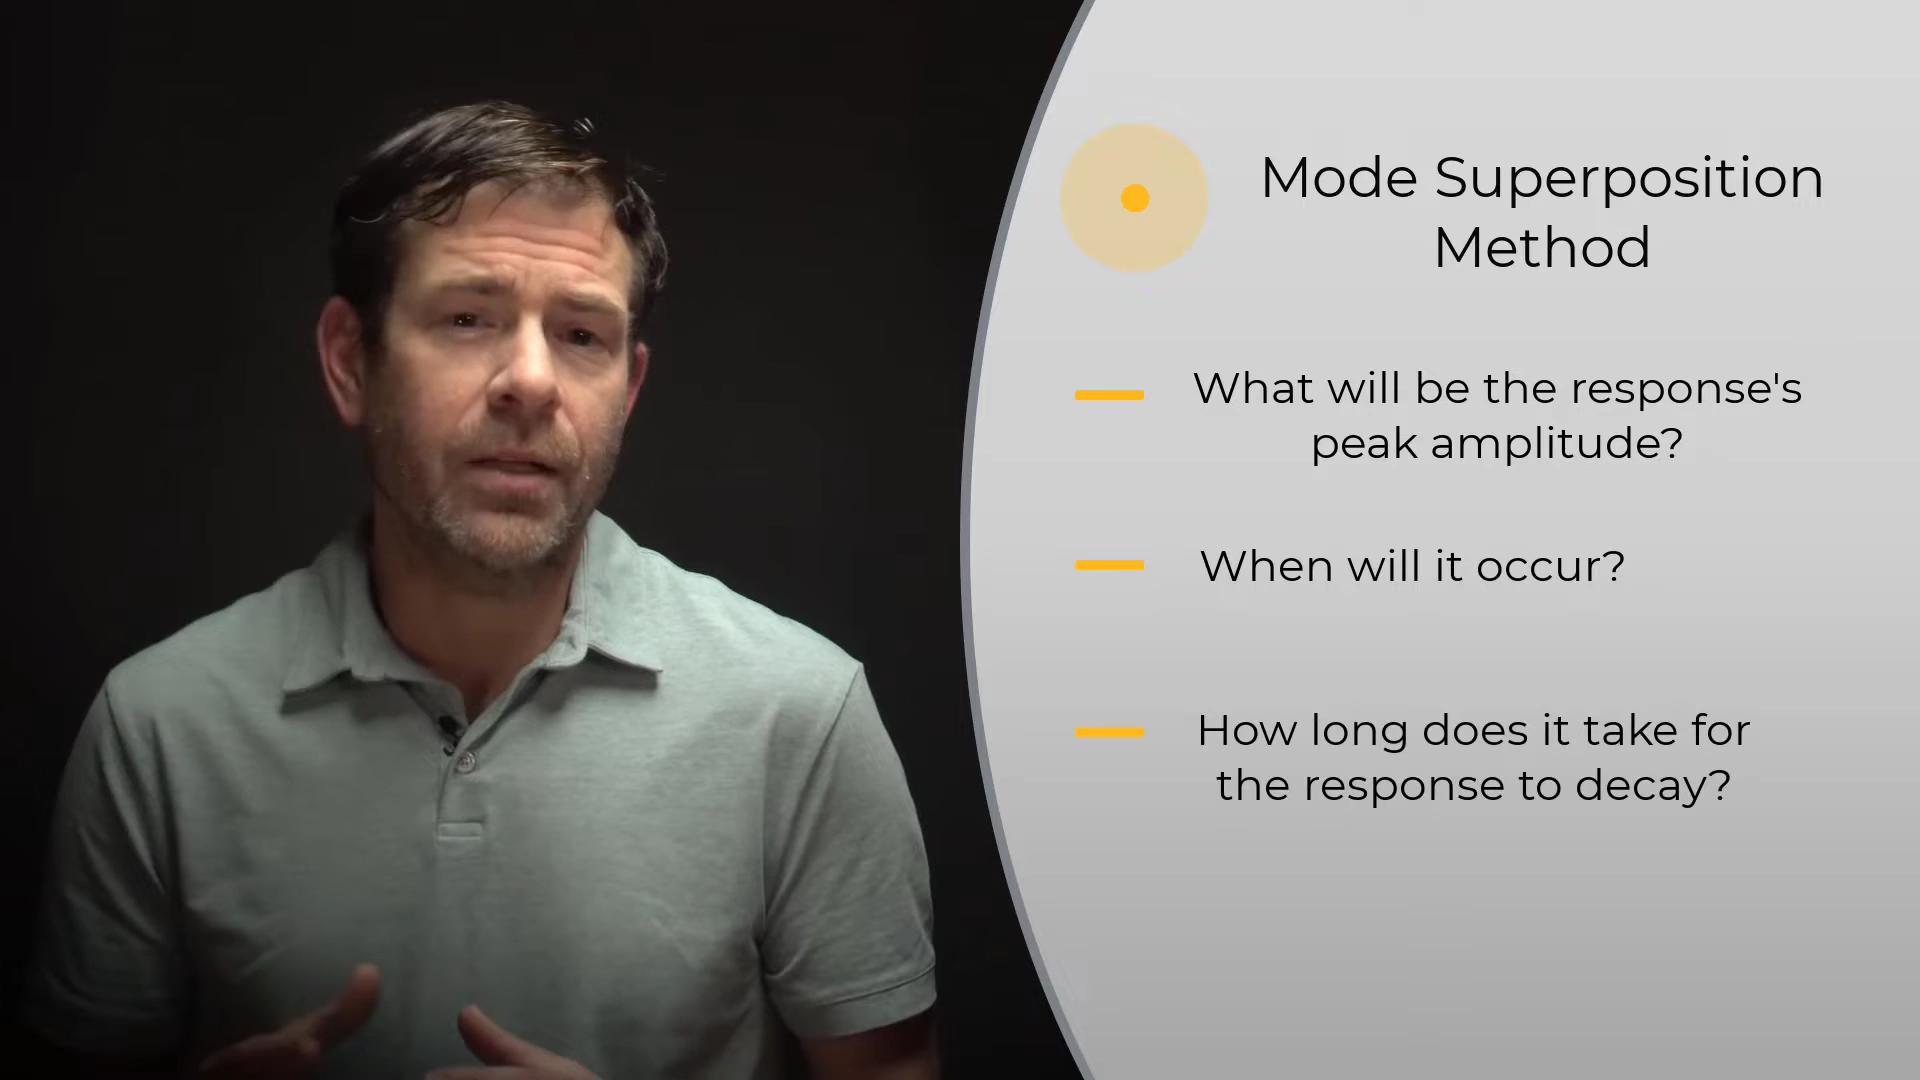 Mode Superposition
Method
What will be the response's
peak amplitude?
When will it occur?
How long does it take for
the response to decay?